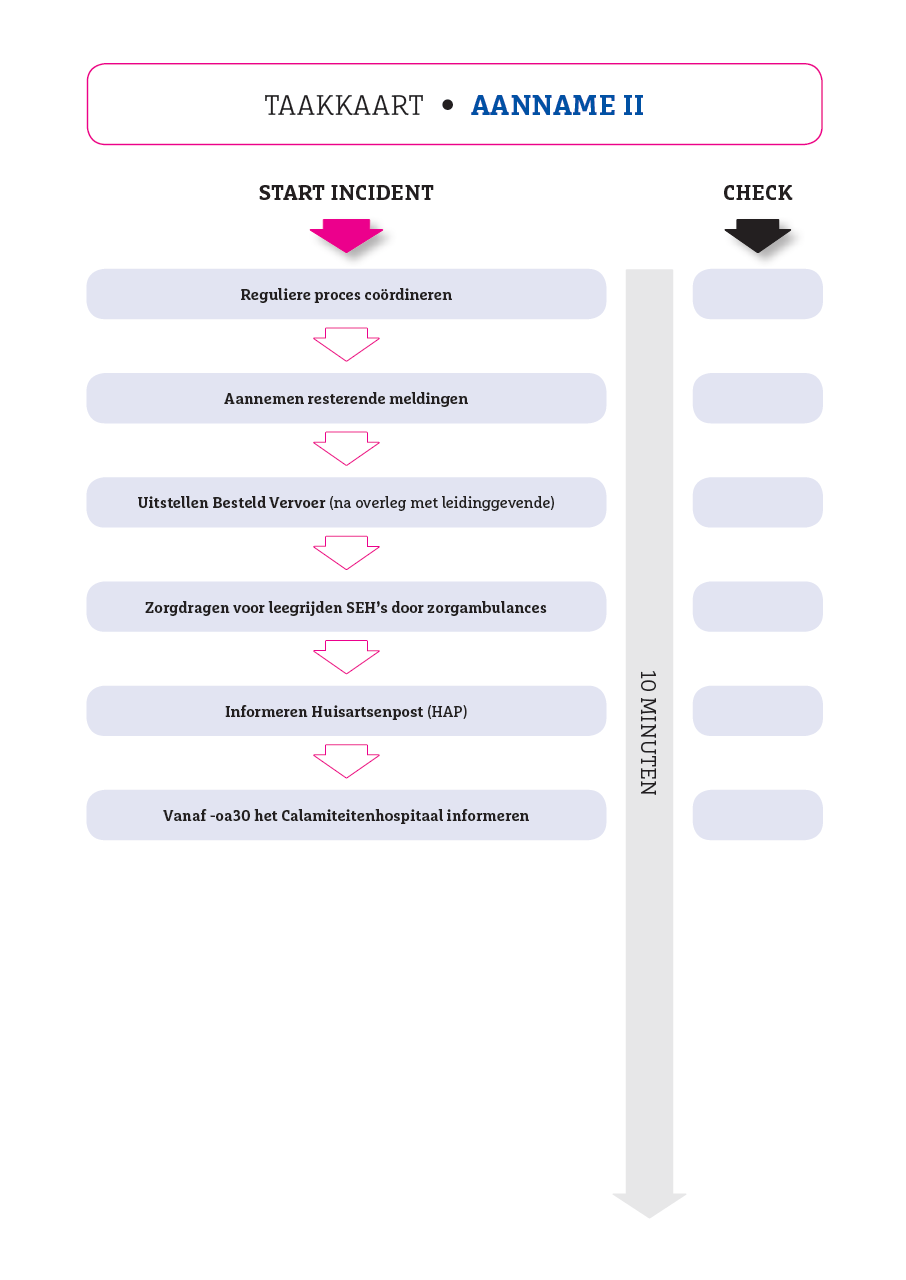 TAAKKAART • AANNAME II
START INCIDENT
CHECK
Reguliere proces coördineren
Aannemen resterende meldingen
Uitstellen Besteld Vervoer (na overleg met leidinggevende)
Zorgdragen voor leegrijden SEH's door zorgambulances
Informeren Huisartsenpost (HAP)
Vanaf -oa30 het Calamiteitenhospitaal informeren
10 MINUTEN